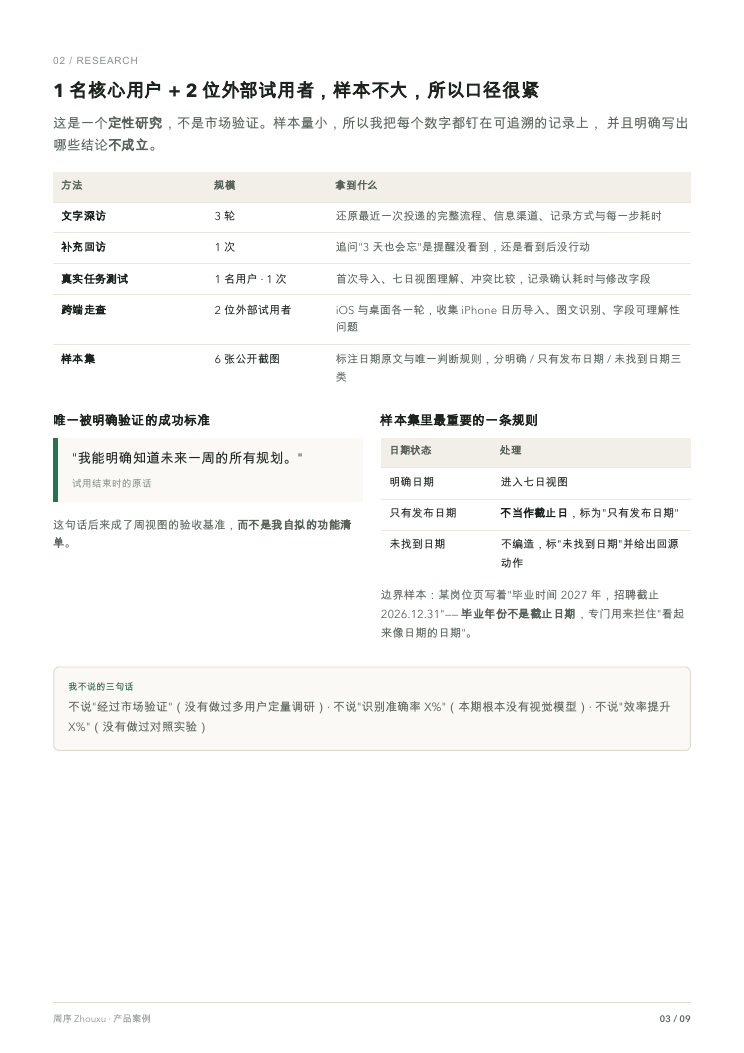 02 / RESEARCH
1 名核心用户 + 2 位外部试用者，样本不大，所以口径很紧
这是一个定性研究，不是市场验证。样本量小，所以我把每个数字都钉在可追溯的记录上， 并且明确写出
哪些结论不成立。
方法 规模 拿到什么
文字深访 3 轮 还原最近一次投递的完整流程、信息渠道、记录方式与每一步耗时
补充回访 1 次 追问"3 天也会忘"是提醒没看到，还是看到后没行动
真实任务测试 1 名用户 · 1 次 首次导入、七日视图理解、冲突比较，记录确认耗时与修改字段
跨端走查 2 位外部试用者 iOS 与桌面各一轮，收集 iPhone 日历导入、图文识别、字段可理解性
问题
样本集 6 张公开截图 标注日期原文与唯一判断规则，分明确 / 只有发布日期 / 未找到日期三
类
唯一被明确验证的成功标准
"我能明确知道未来一周的所有规划。"
试用结束时的原话
这句话后来成了周视图的验收基准，而不是我自拟的功能清
单。
样本集里最重要的一条规则
日期状态 处理
明确日期 进入七日视图
只有发布日期 不当作截止日，标为"只有发布日期"
未找到日期 不编造，标"未找到日期"并给出回源
动作
边界样本：某岗位页写着"毕业时间 2027 年，招聘截止
2026.12.31"—— 毕业年份不是截止日期，专门用来拦住"看起
来像日期的日期"。
我不说的三句话
不说"经过市场验证"（没有做过多用户定量调研）· 不说"识别准确率 X%"（本期根本没有视觉模型）· 不说"效率提升
X%"（没有做过对照实验）
周序 Zhouxu · 产品案例
03 / 09